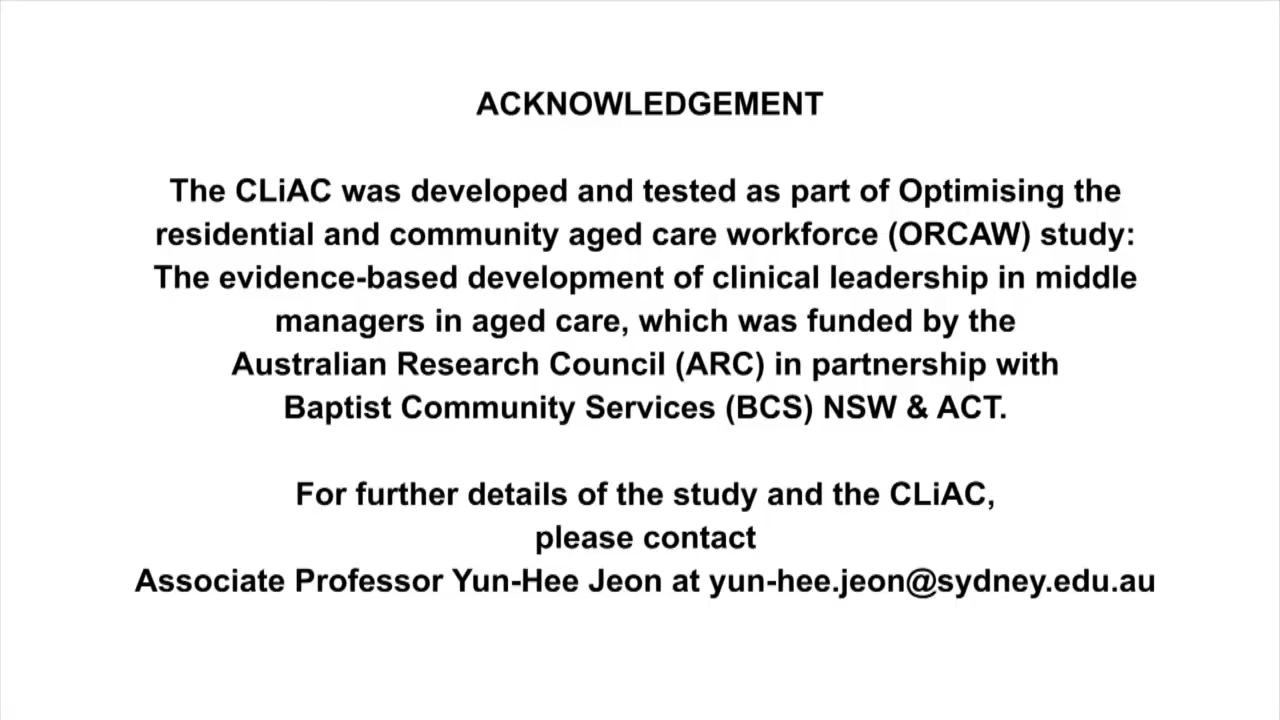 ACKNOWLEDGEMENT
The CLiAC was developed and tested as part of Optimising the
residential and community aged care workforce (ORCAW) study:
The evidence-based development of clinical leadership in middle
managers in aged care, which was funded by the
Australian Research Council (ARC) in partnership with
Baptist Community Services (BCS) NSW & ACT.
For further details of the study and the CLiAC,
please contact
Associate Professor Yun-Hee Jeon at yun-hee.jeon@sydney.edu.au